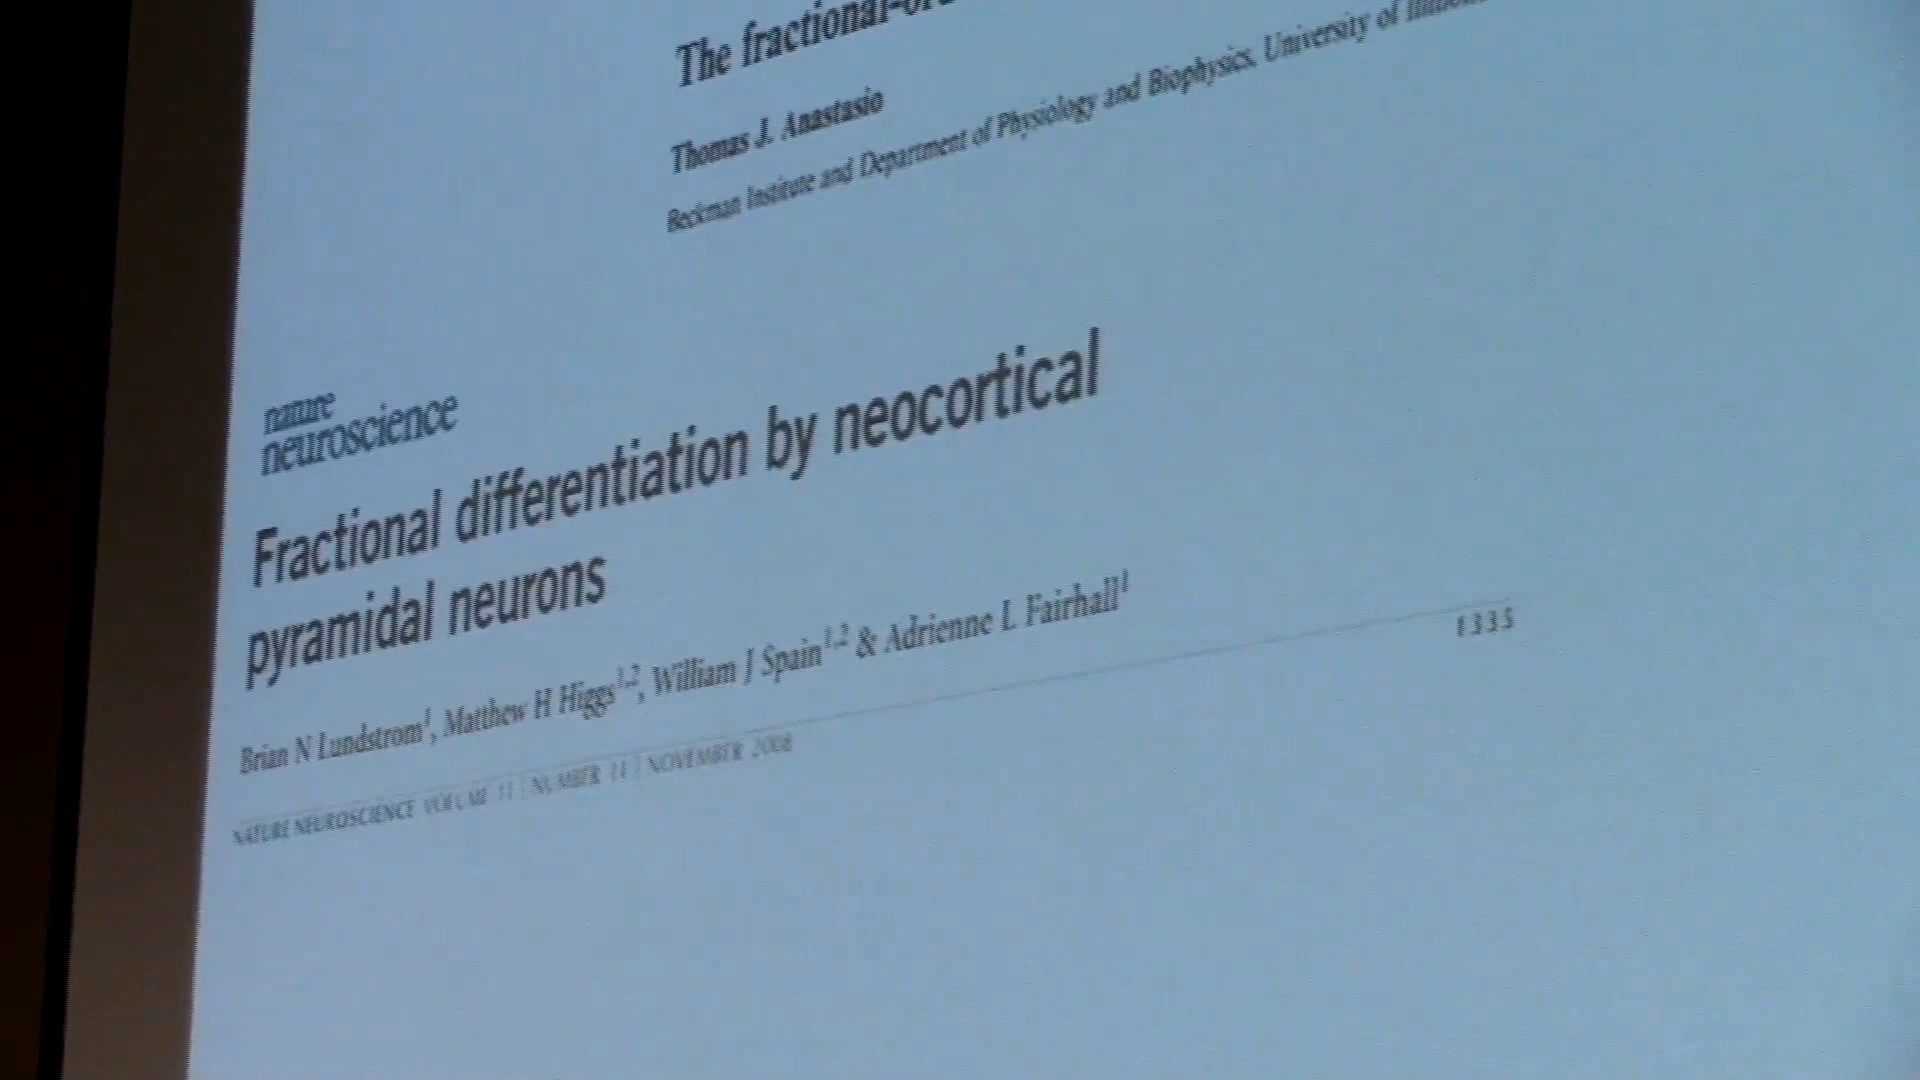 The fractional-or
Thomas J. Anastasio
Beckman Institute and Department of Physiology and Biophysics, University of
nature
neuroscience
Fractional differentiation by neocortical
pyramidal neurons
Brian N Lundstrom¹, Matthew H Higgs¹,², William J Spain¹,² & Adrienne L Fairhall¹
1335
NATURE NEUROSCIENCE VOLUME 11 | NUMBER 11 | NOVEMBER 2008